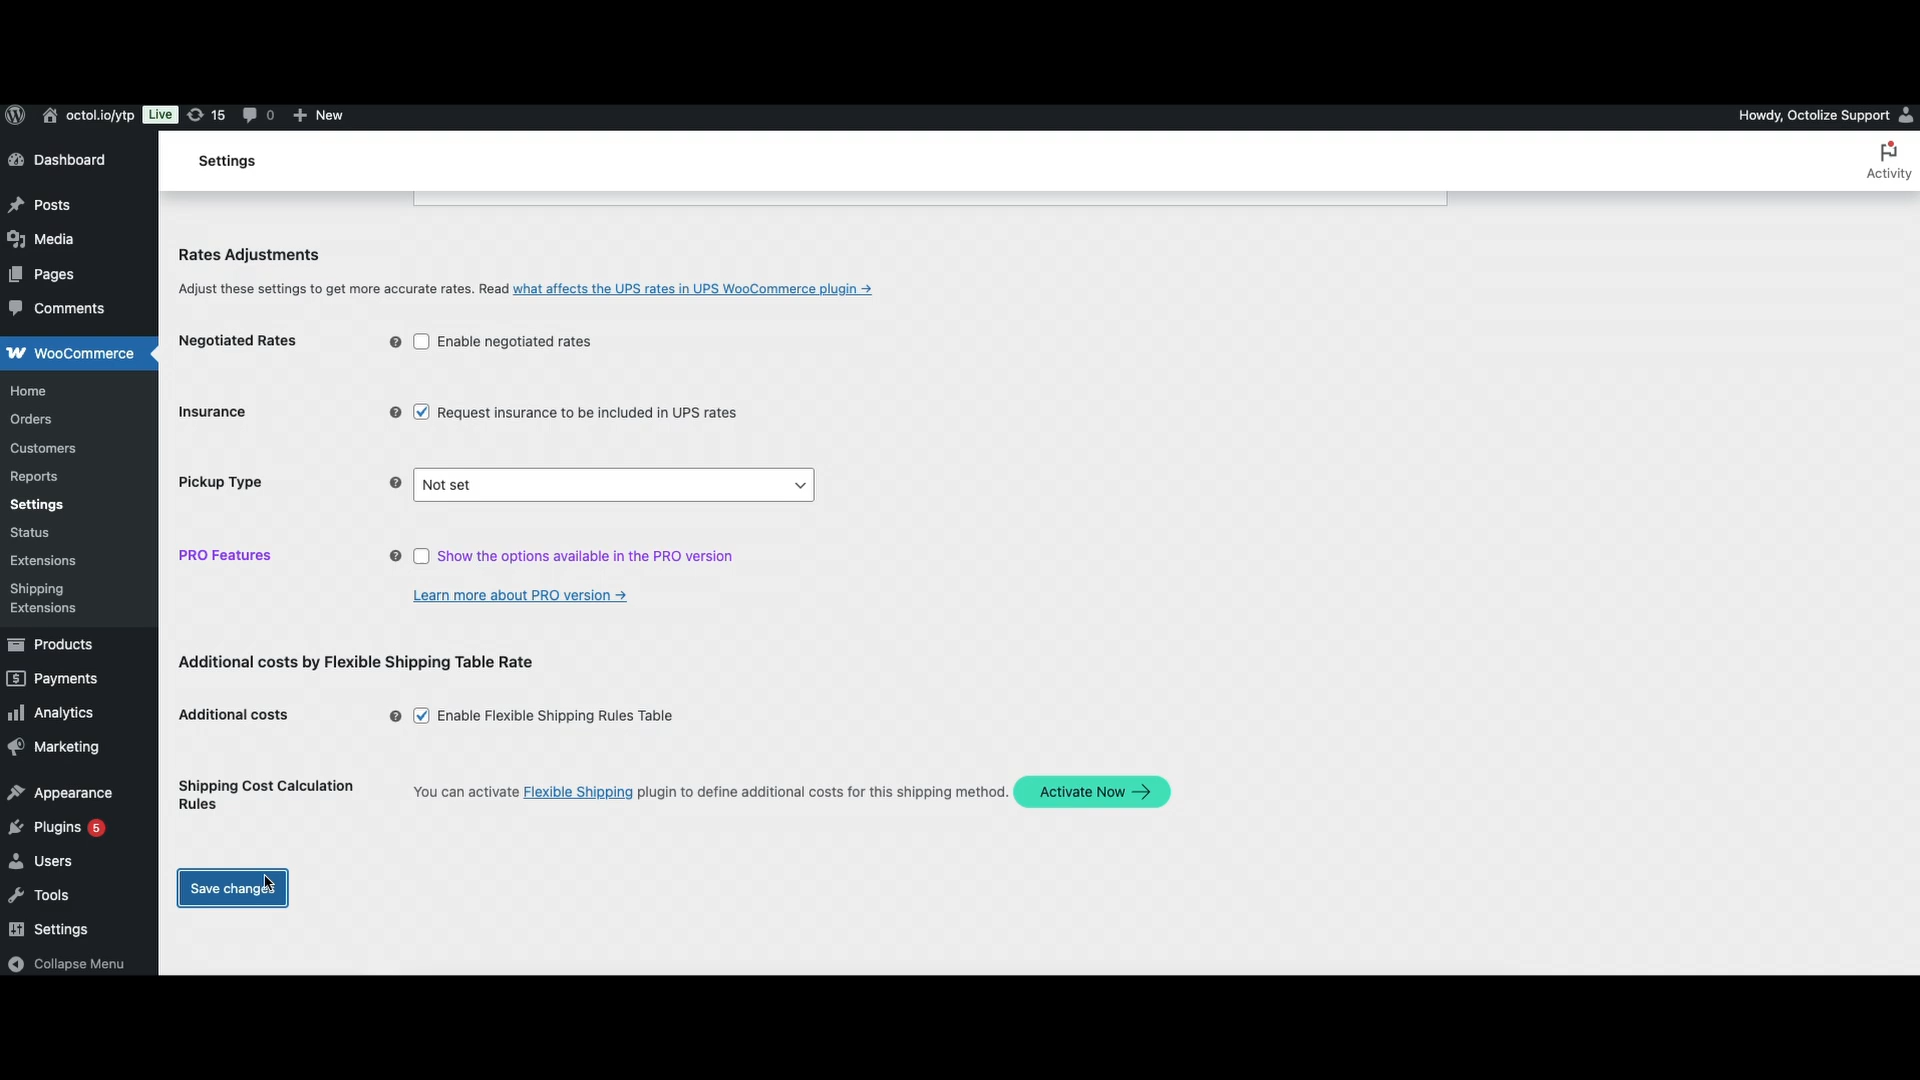 octol.io/ytp Live 15 0 New
Howdy, Octolize Support
Dashboard
Posts
Media
Pages
Comments
WooCommerce
Home
Orders
Customers
Reports
Settings
Status
Extensions
Shipping
Extensions
Products
Payments
Analytics
Marketing
Appearance
Plugins 5
Users
Tools
Settings
Collapse Menu
Settings
Activity
Rates Adjustments
Adjust these settings to get more accurate rates. Read what affects the UPS rates in UPS WooCommerce plugin →
Negotiated Rates ? Enable negotiated rates
Insurance ? Request insurance to be included in UPS rates
Pickup Type ? Not set
PRO Features ? Show the options available in the PRO version
Learn more about PRO version →
Additional costs by Flexible Shipping Table Rate
Additional costs ? Enable Flexible Shipping Rules Table
Shipping Cost Calculation
Rules
You can activate Flexible Shipping plugin to define additional costs for this shipping method. Activate Now →
Save changes